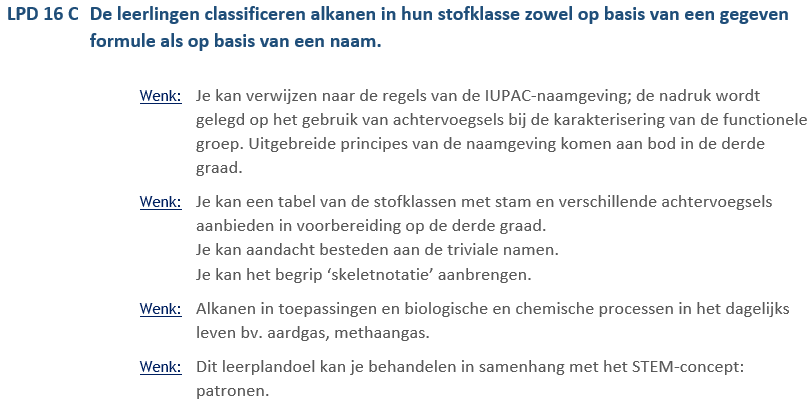 LPD 16 C De leerlingen classificeren alkanen in hun stofklasse zowel op basis van een gegeven
formule als op basis van een naam.
Wenk: Je kan verwijzen naar de regels van de IUPAC-naamgeving; de nadruk wordt
gelegd op het gebruik van achtervoegsels bij de karakterisering van de functionele
groep. Uitgebreide principes van de naamgeving komen aan bod in de derde
graad.
Wenk: Je kan een tabel van de stofklassen met stam en verschillende achtervoegsels
aanbieden in voorbereiding op de derde graad.
Je kan aandacht besteden aan de triviale namen.
Je kan het begrip ‘skeletnotatie’ aanbrengen.
Wenk: Alkanen in toepassingen en biologische en chemische processen in het dagelijks
leven bv. aardgas, methaangas.
Wenk: Dit leerplandoel kan je behandelen in samenhang met het STEM-concept:
patronen.